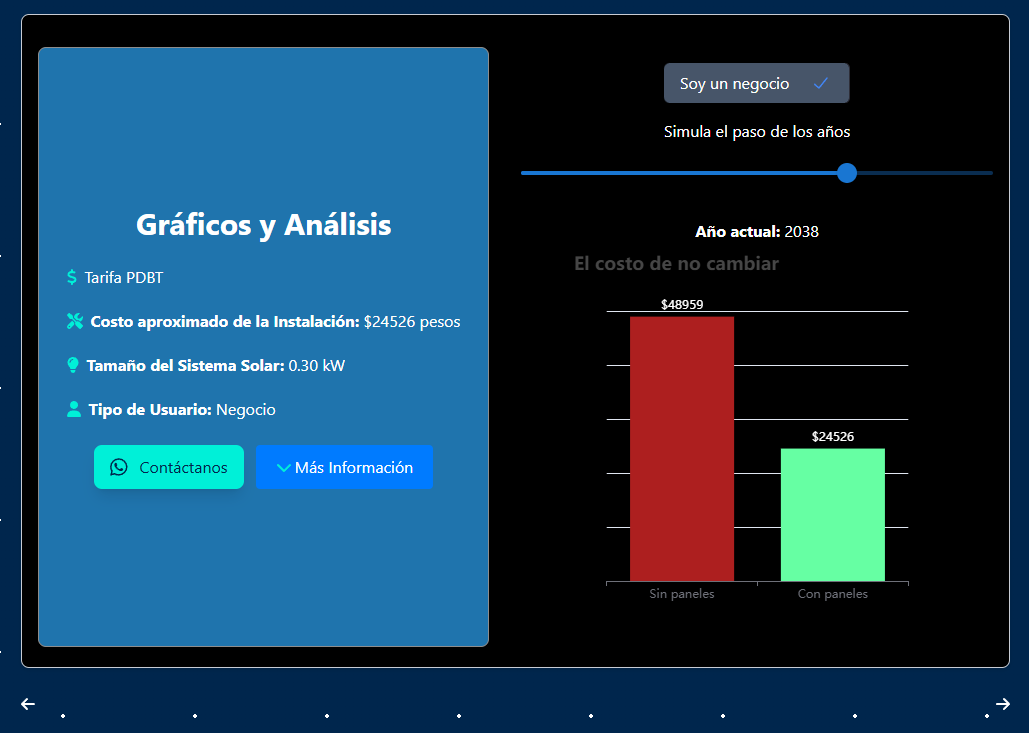 Gráficos y Análisis
Tarifa PDBT
Costo aproximado de la Instalación: $24526 pesos
Tamaño del Sistema Solar: 0.30 kW
Tipo de Usuario: Negocio
Contáctanos
Más Información
Soy un negocio
Simula el paso de los años
Año actual: 2038
El costo de no cambiar
$48959
$24526
Sin paneles
Con paneles